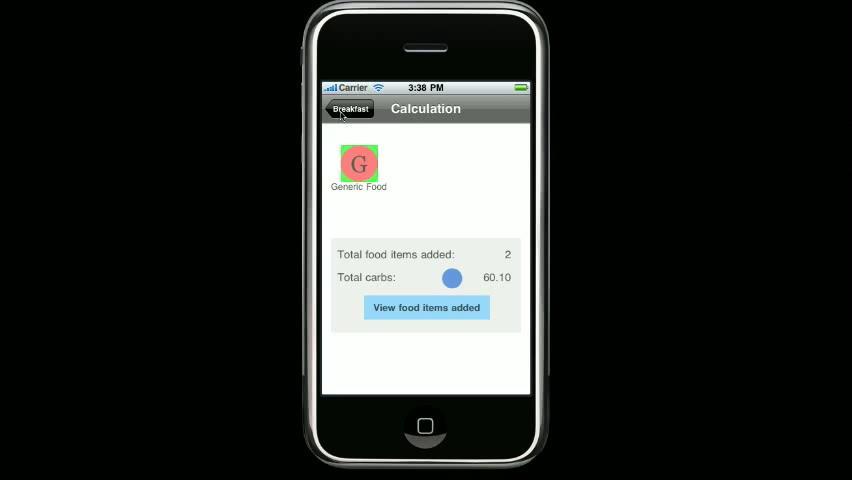 Carrier 3:38 PM
Breakfast Calculation
G
Generic Food
Total food items added: 2
Total carbs: 60.10
View food items added